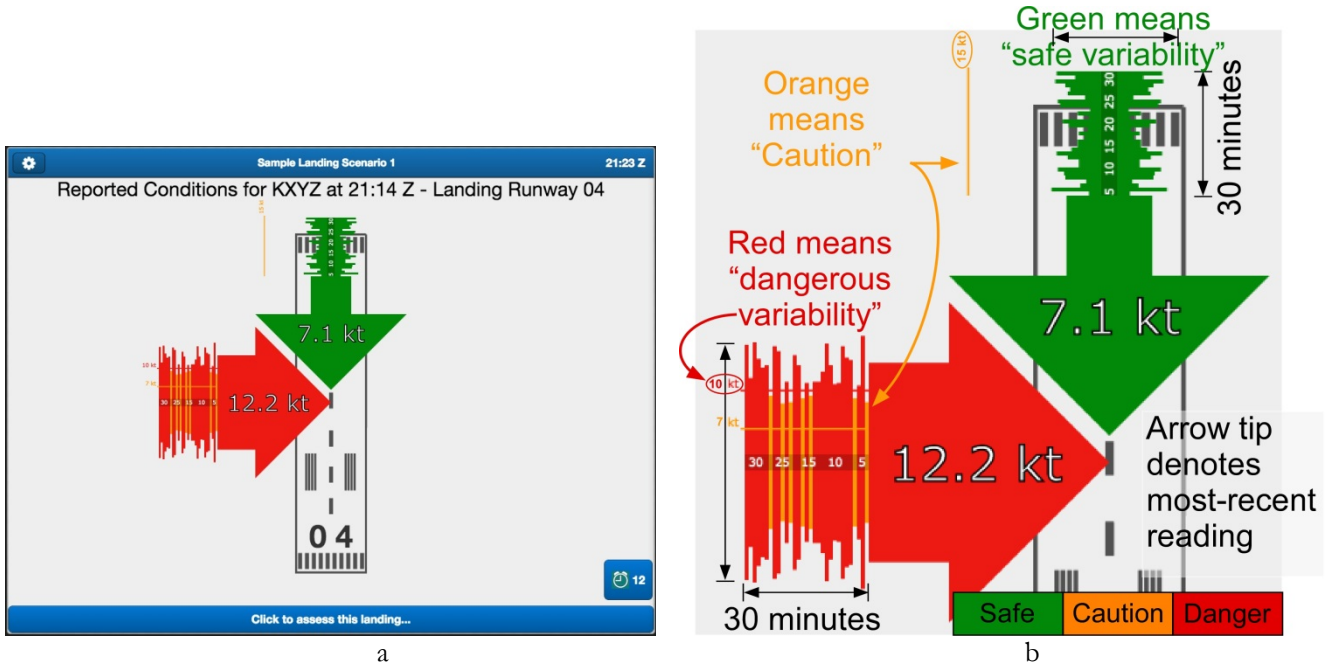 Sample Landing Scenario 1
21:23 Z
Reported Conditions for KXYZ at 21:14 Z - Landing Runway 04
15 kt
30 25 20 15 10 5
7.1 kt
10 kt
7 kt
30 25 15 10 5
12.2 kt
04
12
Click to assess this landing...
a
Green means
"safe variability"
15 kt
Orange
means
"Caution"
30 minutes
30 25 20 15 10 5
Red means
"dangerous
variability"
7.1 kt
10 kt
7 kt
30 25 15 10 5
12.2 kt
Arrow tip
denotes
most-recent
reading
30 minutes
Safe
Caution
Danger
b